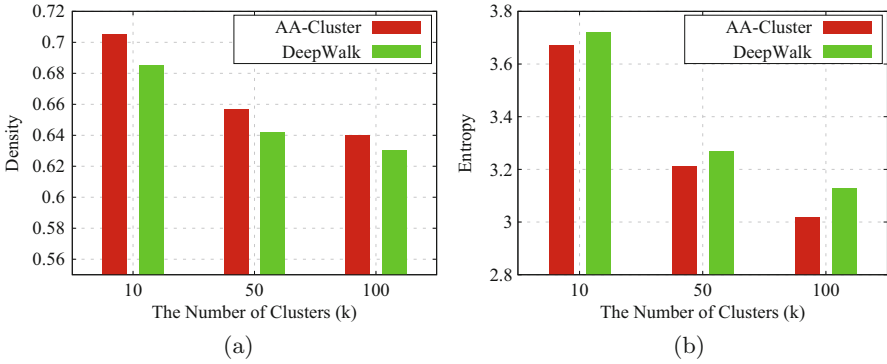 0.72
0.7
0.68
0.66
0.64
0.62
0.6
0.58
0.56
Density
AA-Cluster
DeepWalk
10
50
100
The Number of Clusters (k)
(a)
3.8
3.6
3.4
3.2
3
2.8
Entropy
AA-Cluster
DeepWalk
10
50
100
The Number of Clusters (k)
(b)